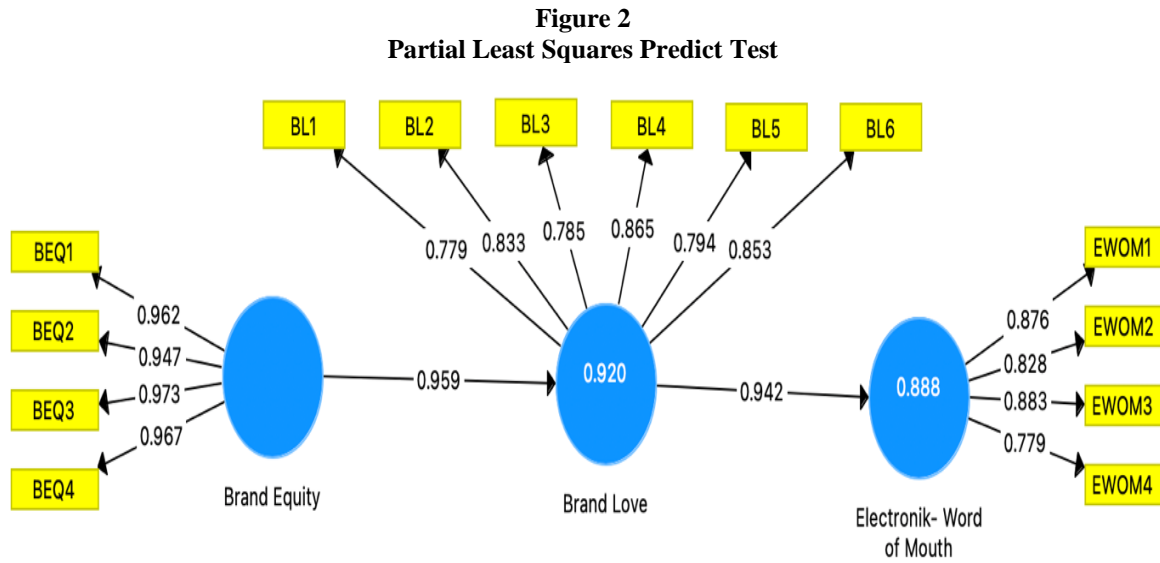 Figure 2
Partial Least Squares Predict Test
BL1 BL2 BL3 BL4 BL5 BL6
0.779 0.833 0.785 0.865 0.794 0.853
BEQ1
BEQ2
BEQ3
BEQ4
0.962
0.947
0.973
0.967
Brand Equity
0.959
0.920
Brand Love
0.942
0.888
Electronik- Word
of Mouth
0.876
0.828
0.883
0.779
EWOM1
EWOM2
EWOM3
EWOM4